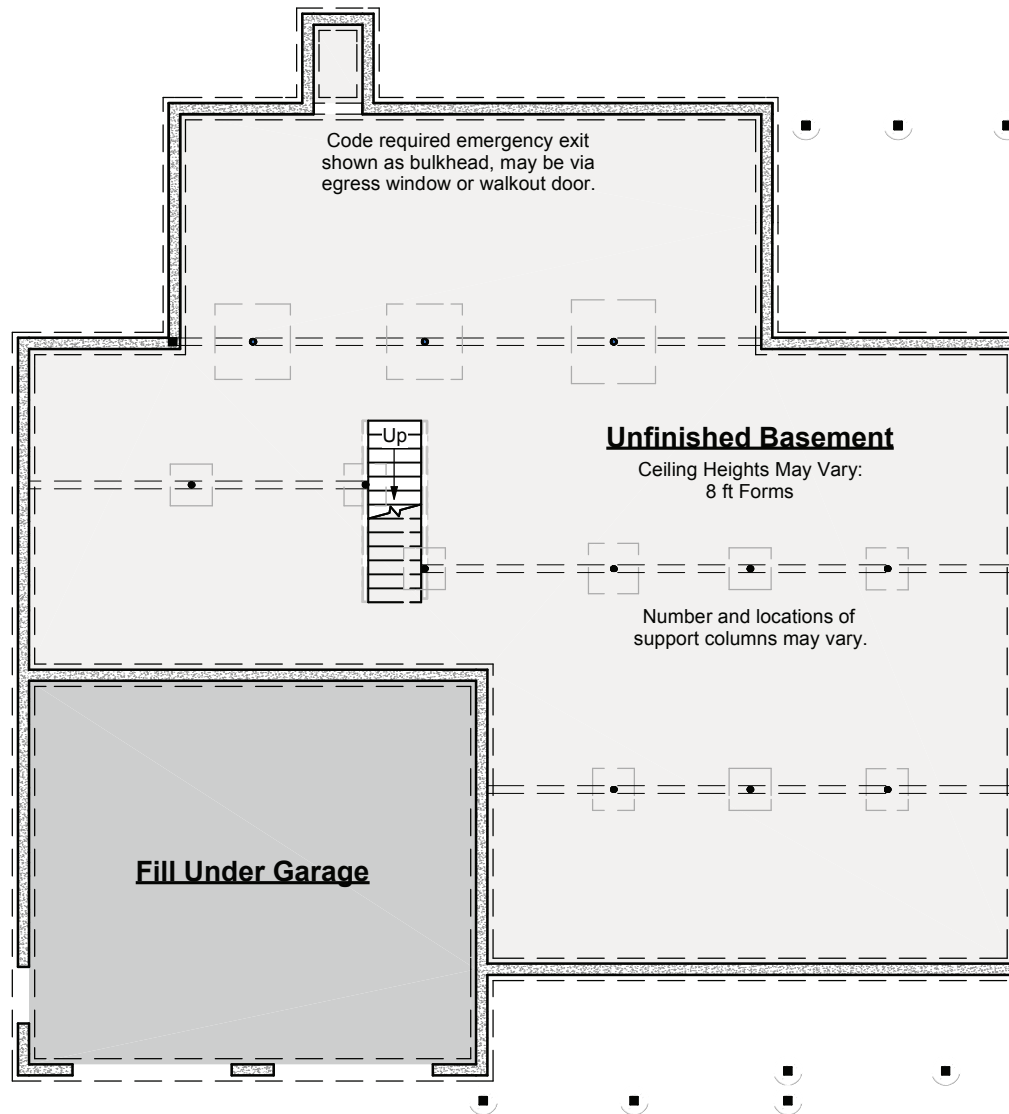 Code required emergency exit
shown as bulkhead, may be via
egress window or walkout door.
Up
Unfinished Basement
Ceiling Heights May Vary:
8 ft Forms
Number and locations of
support columns may vary.
Fill Under Garage